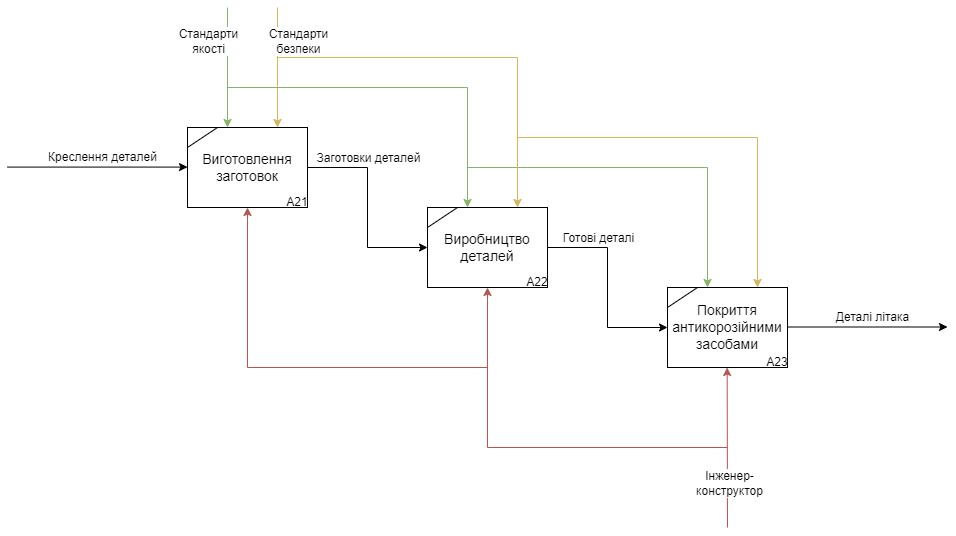 Стандарти
якості
Стандарти
безпеки
Креслення деталей
Виготовлення
заготовок
A21
Заготовки деталей
Виробництво
деталей
A22
Готові деталі
Покриття
антикорозійними
засобами
A23
Деталі літака
Інженер-
конструктор